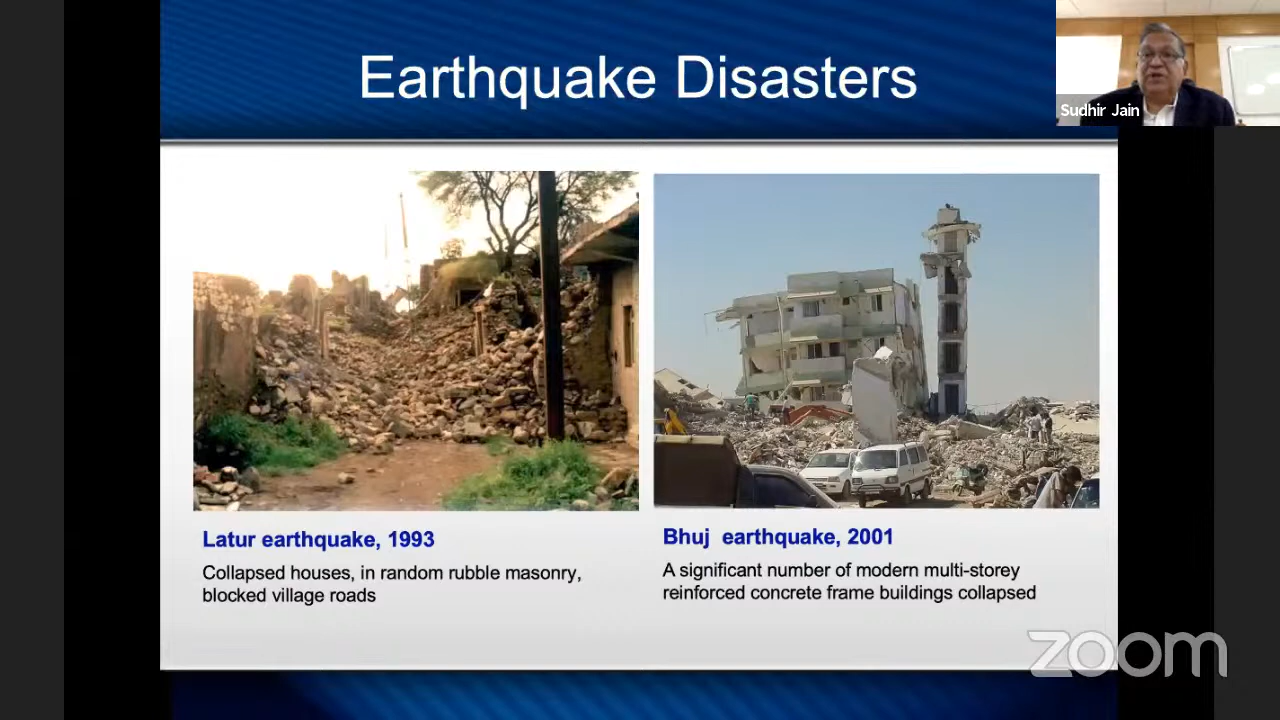 Earthquake Disasters
Sudhir Jain
Latur earthquake, 1993
Collapsed houses, in random rubble masonry,
blocked village roads
Bhuj earthquake, 2001
A significant number of modern multi-storey
reinforced concrete frame buildings collapsed
zoom